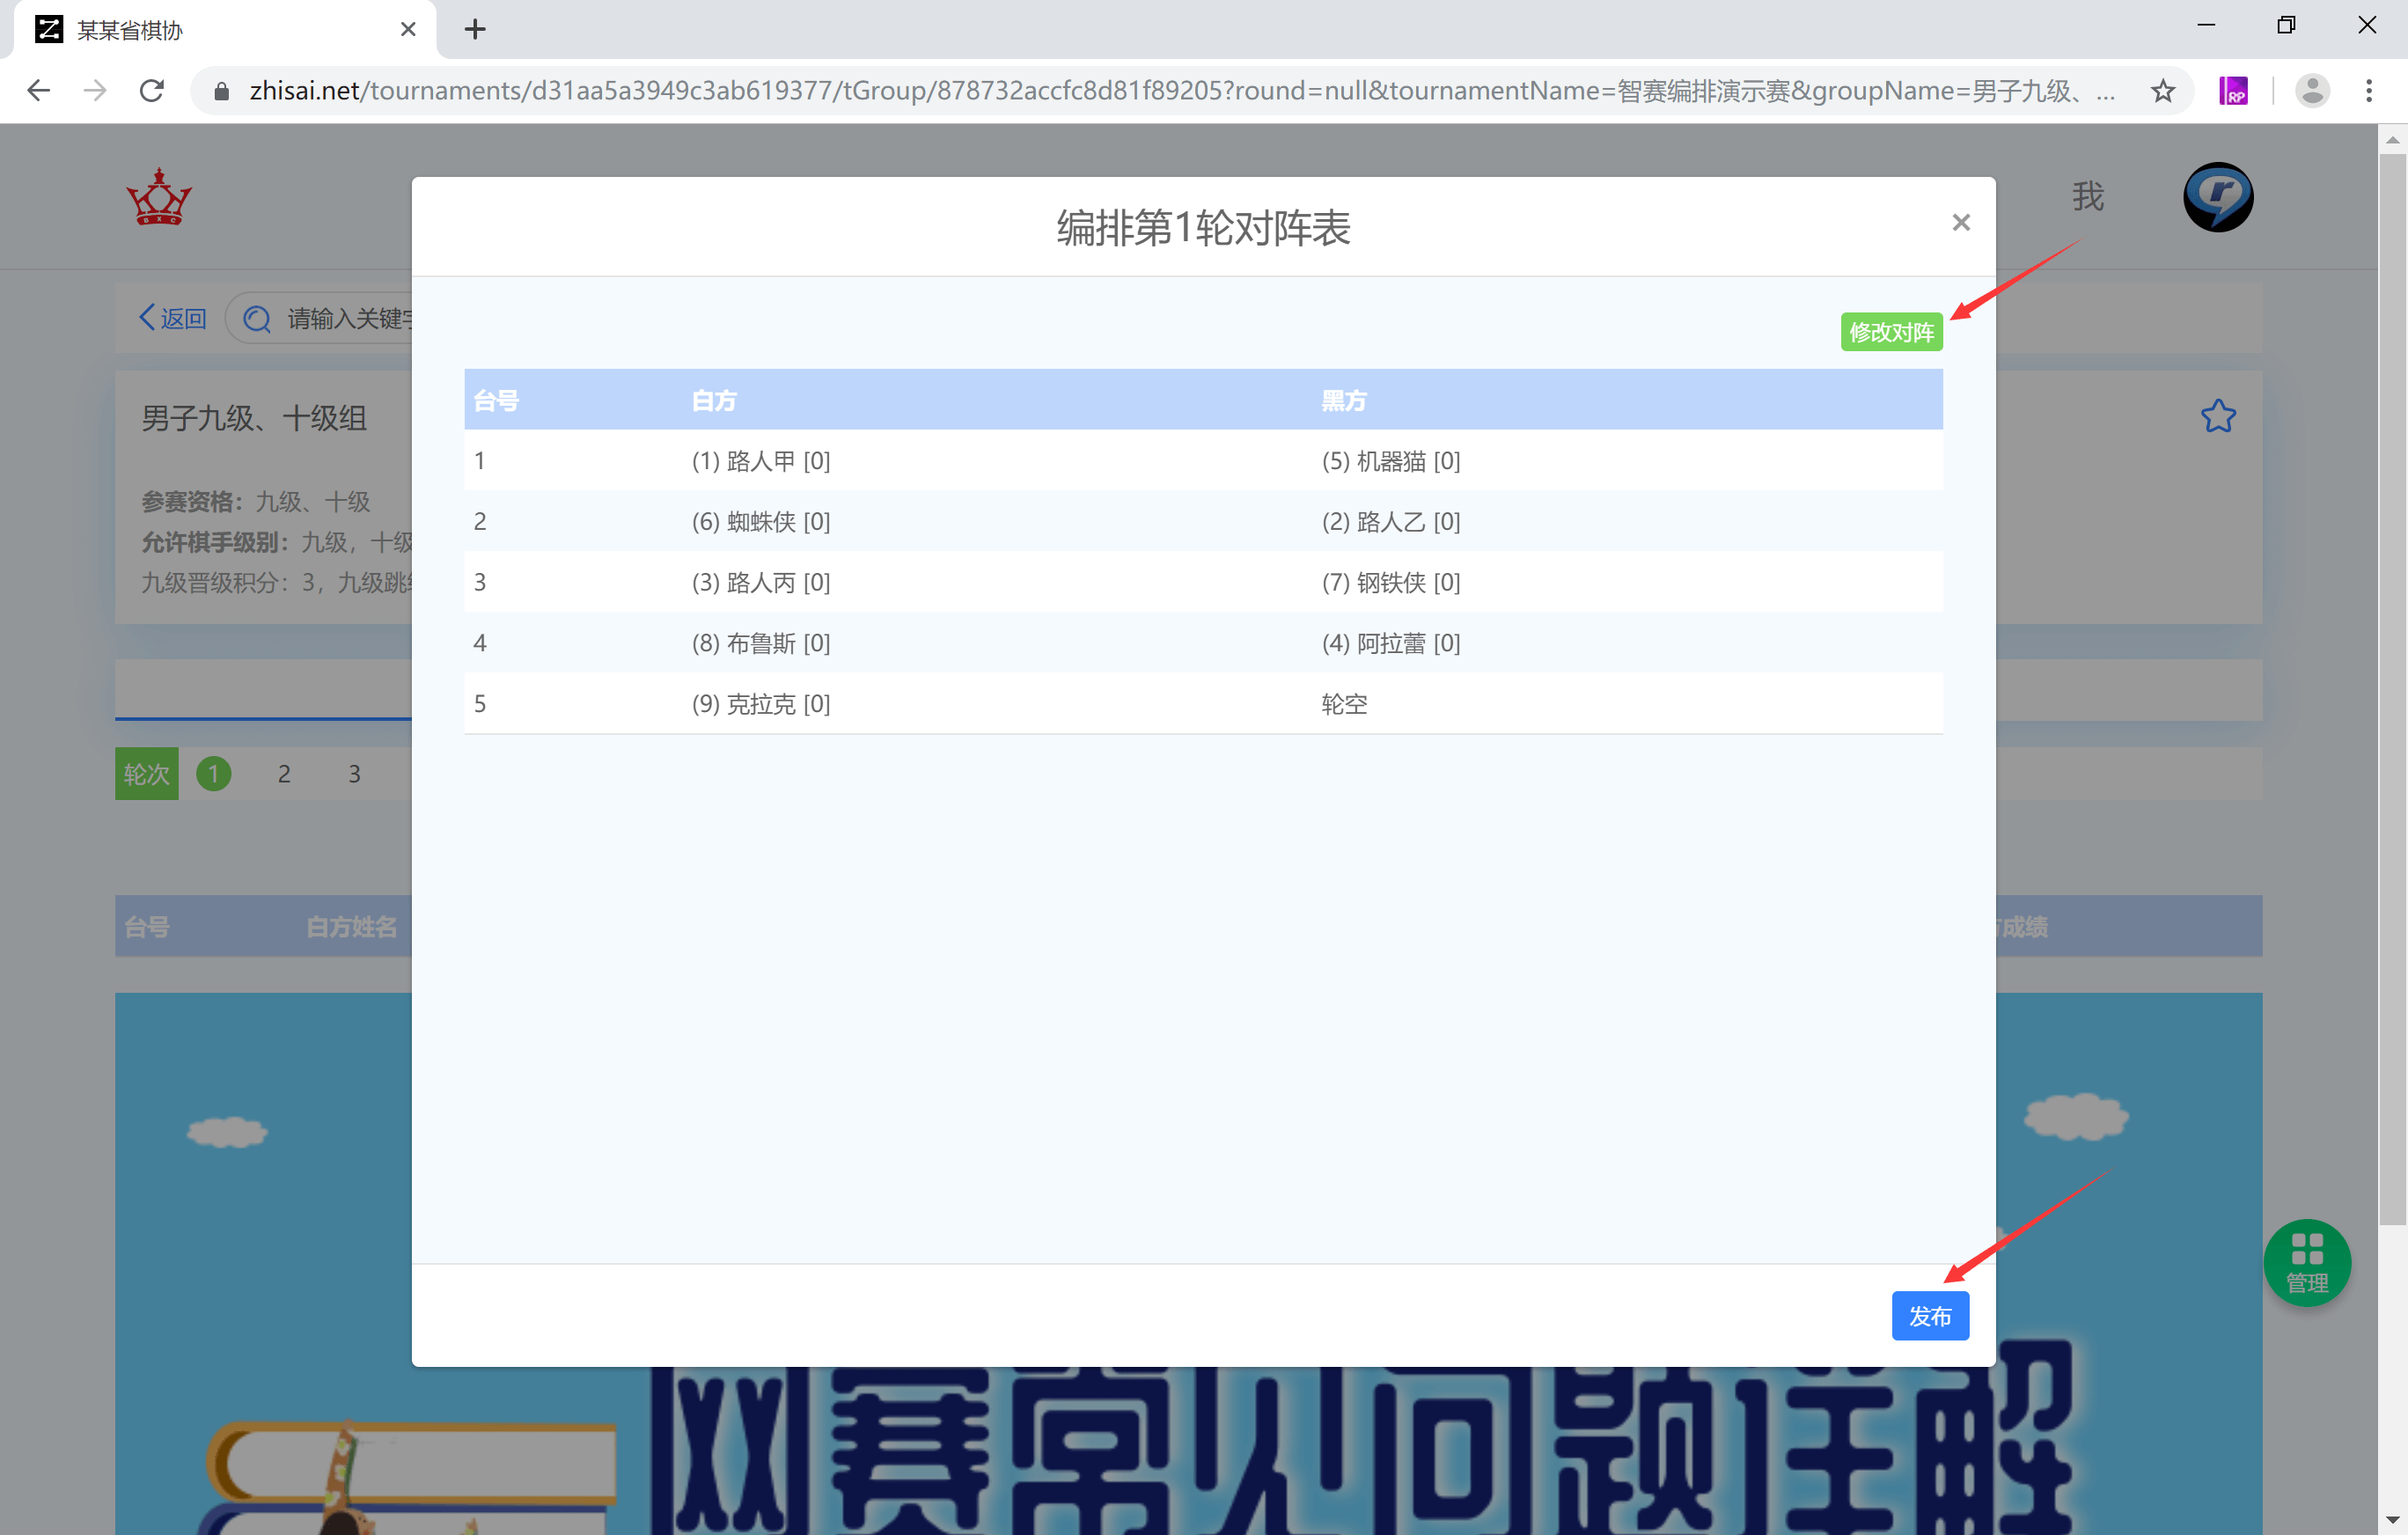 某某省棋协
zhisai.net/tournaments/d31aa5a3949c3ab619377/tGroup/878732accfc8d81f89205?round=null&tournamentName=智赛编排演示赛&groupName=男子九级、...
RP
BXC
我
编排第1轮对阵表
×
返回
请输入关键字
修改对阵
台号 白方 黑方
1 (1) 路人甲 [0] (5) 机器猫 [0]
2 (6) 蜘蛛侠 [0] (2) 路人乙 [0]
3 (3) 路人丙 [0] (7) 钢铁侠 [0]
4 (8) 布鲁斯 [0] (4) 阿拉蕾 [0]
5 (9) 克拉克 [0] 轮空
男子九级、十级组
参赛资格：九级、十级
允许棋手级别：九级，十级
九级晋级积分：3，九级跳级
轮次 1 2 3
台号 白方姓名 方成绩
管理
发布
网赛常见问题详解